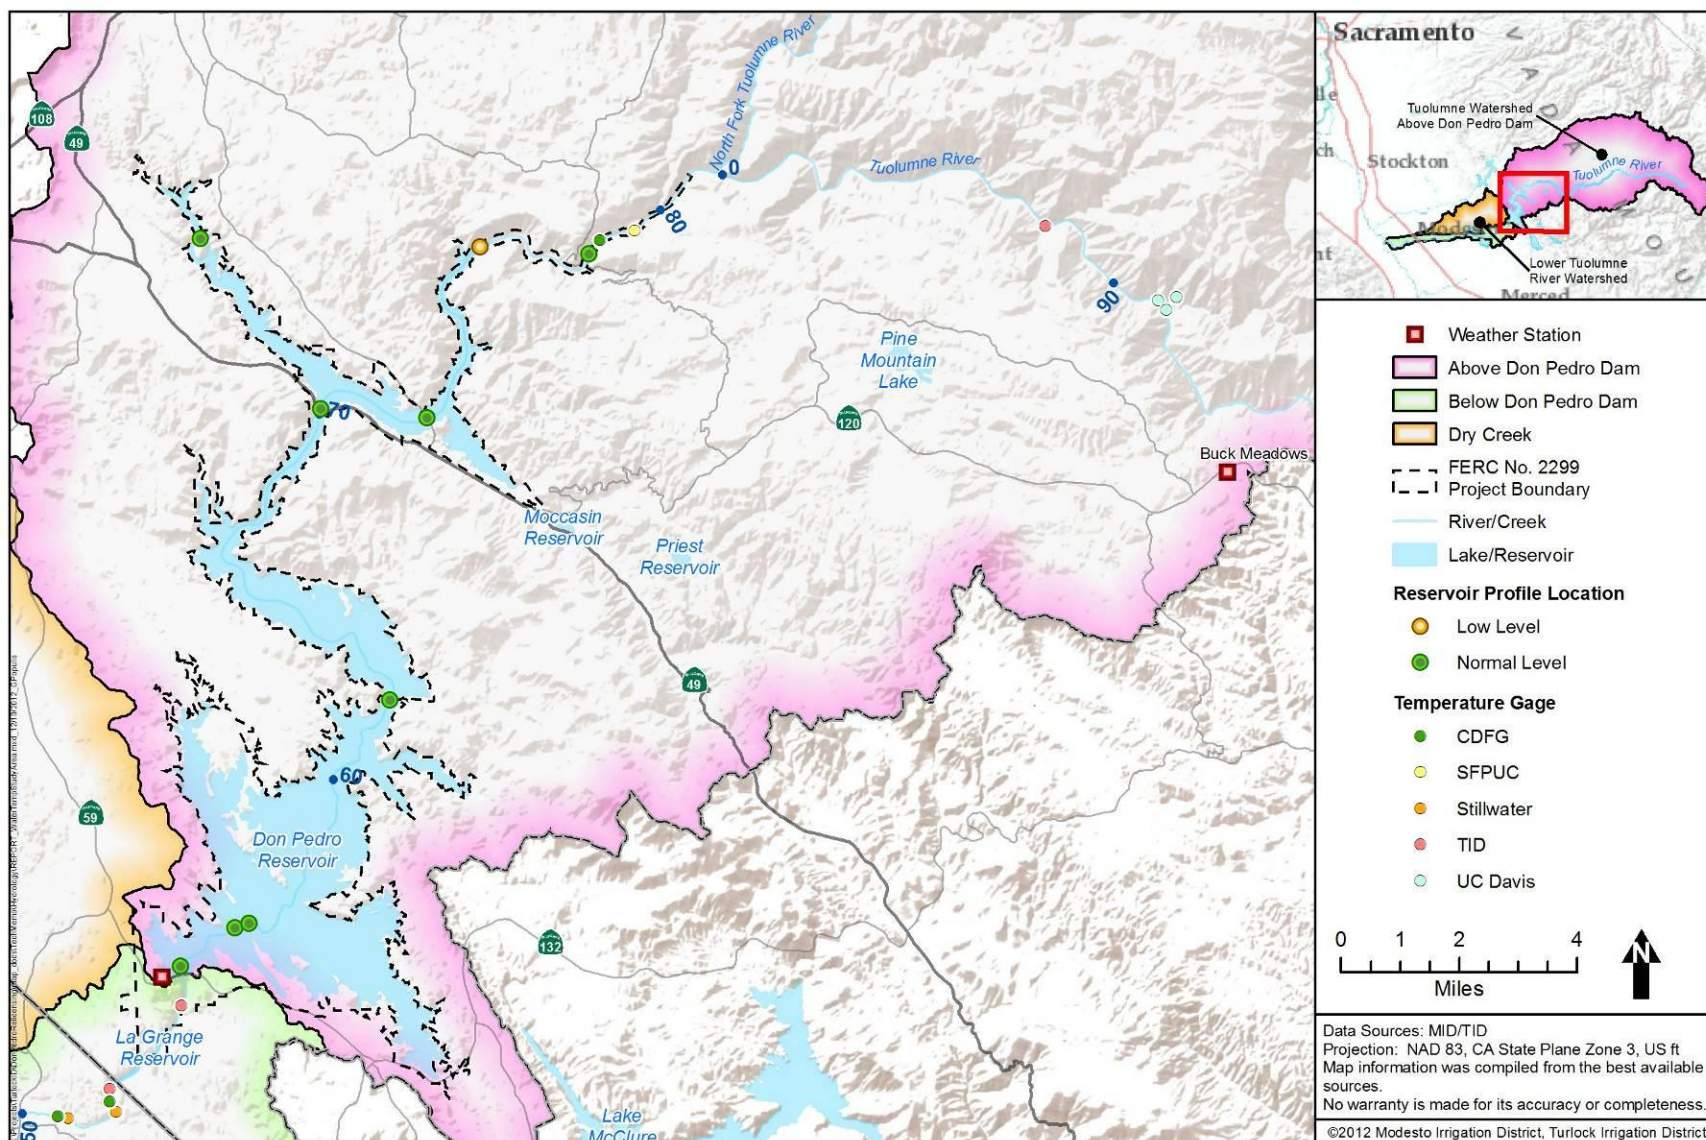 108
49
North Fork Tuolumne River
0
Tuolumne River
80
90
Pine
Mountain
Lake
70
120
Buck Meadows
Moccasin
Reservoir
Priest
Reservoir
49
60
59
Don Pedro
Reservoir
132
La Grange
Reservoir
50
Lake
McClure
Sacramento
Tuolumne Watershed
Above Don Pedro Dam
Stockton
Tuolumne River
Lower Tuolumne
River Watershed
Merced
Weather Station
Above Don Pedro Dam
Below Don Pedro Dam
Dry Creek
FERC No. 2299
Project Boundary
River/Creek
Lake/Reservoir
Reservoir Profile Location
Low Level
Normal Level
Temperature Gage
CDFG
SFPUC
Stillwater
TID
UC Davis
0 1 2 4
Miles
N
Data Sources: MID/TID
Projection: NAD 83, CA State Plane Zone 3, US ft
Map information was compiled from the best available
sources.
No warranty is made for its accuracy or completeness.
©2012 Modesto Irrigation District, Turlock Irrigation District